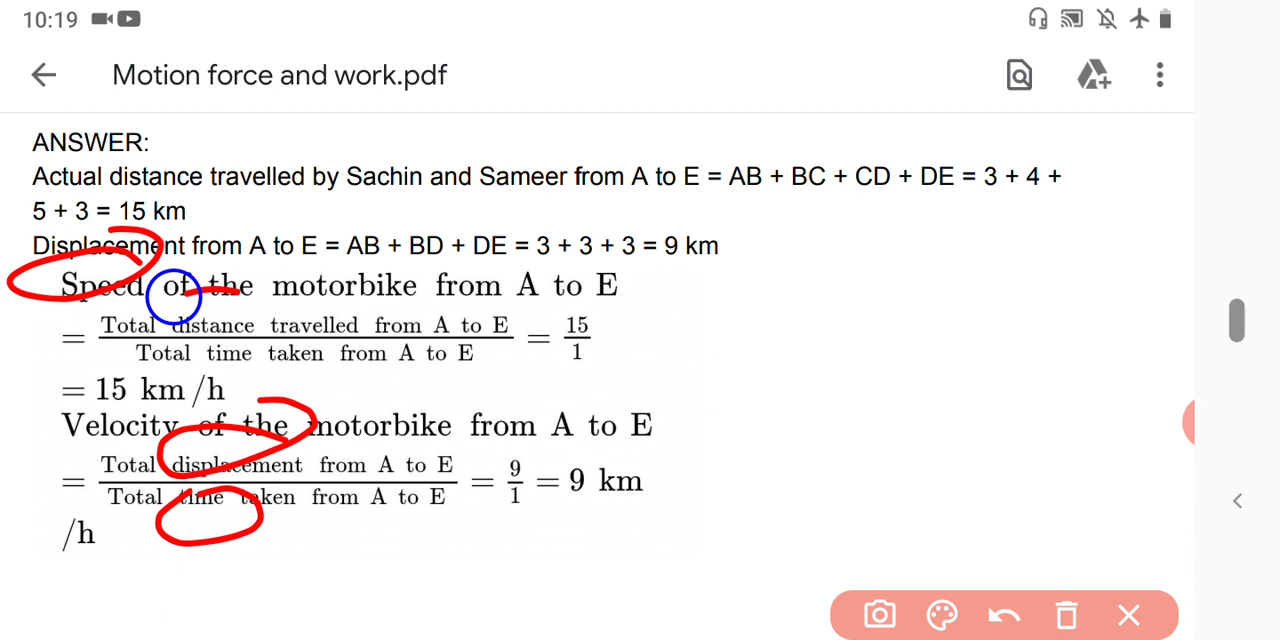 10:19
Motion force and work.pdf
ANSWER:
Actual distance travelled by Sachin and Sameer from A to E = AB + BC + CD + DE = 3 + 4 +
5 + 3 = 15 km
Displacement from A to E = AB + BD + DE = 3 + 3 + 3 = 9 km
Speed of the motorbike from A to E
= Total distance travelled from A to E / Total time taken from A to E = 15 / 1
= 15 km /h
Velocity of the motorbike from A to E
= Total displacement from A to E / Total time taken from A to E = 9 / 1 = 9 km
/h